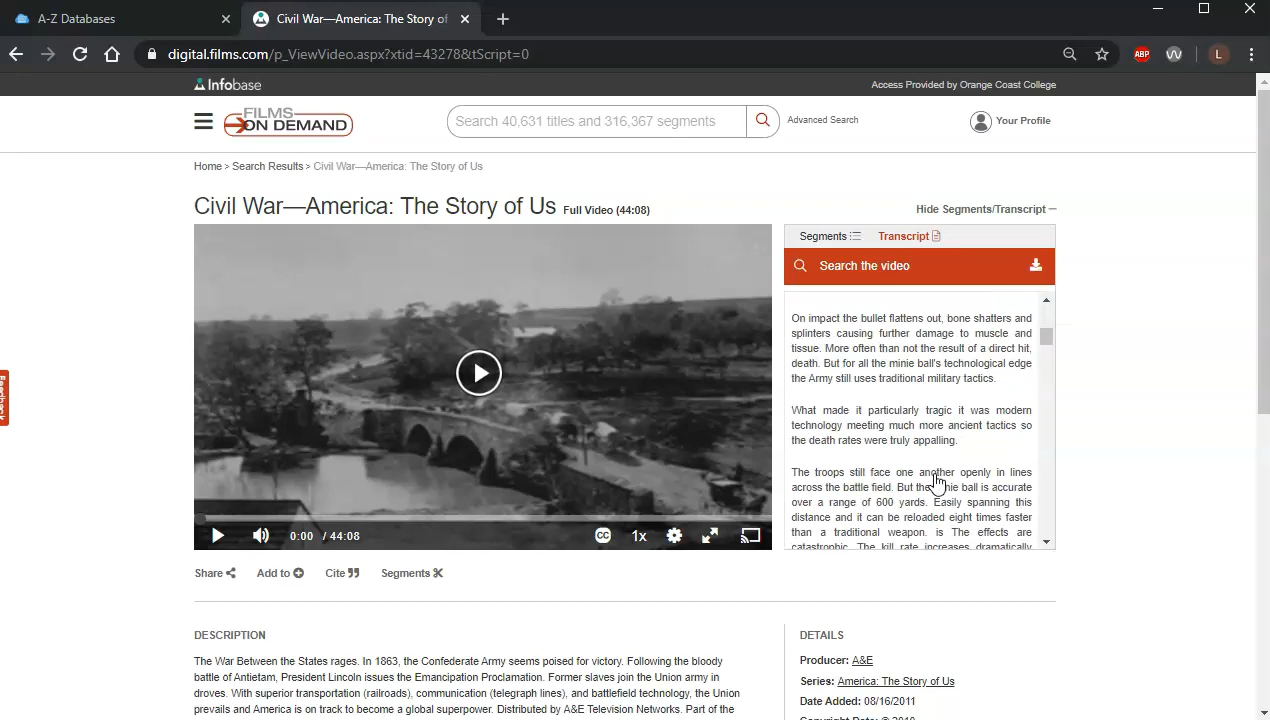 A-Z Databases
Civil War—America: The Story of
digital.films.com/p_ViewVideo.aspx?xtid=43278&tScript=0
ABP
L
Infobase
Access Provided by Orange Coast College
FILMS ON DEMAND
Search 40,631 titles and 316,367 segments
Advanced Search
Your Profile
Home > Search Results > Civil War—America: The Story of Us
Civil War—America: The Story of Us Full Video (44:08)
Hide Segments/Transcript —
Segments
Transcript
Search the video
On impact the bullet flattens out, bone shatters and
splinters causing further damage to muscle and
tissue. More often than not the result of a direct hit,
death. But for all the minie ball's technological edge
the Army still uses traditional military tactics.
What made it particularly tragic it was modern
technology meeting much more ancient tactics so
the death rates were truly appalling.
The troops still face one another openly in lines
across the battle field. But the minie ball is accurate
over a range of 600 yards. Easily spanning this
distance and it can be reloaded eight times faster
than a traditional weapon. is The effects are
catastrophic. The kill rate increases dramatically
Feedback
0:00 / 44:08
CC
1x
Share
Add to
Cite
Segments
DESCRIPTION
The War Between the States rages. In 1863, the Confederate Army seems poised for victory. Following the bloody
battle of Antietam, President Lincoln issues the Emancipation Proclamation. Former slaves join the Union army in
droves. With superior transportation (railroads), communication (telegraph lines), and battlefield technology, the Union
prevails and America is on track to become a global superpower. Distributed by A&E Television Networks. Part of the
DETAILS
Producer: A&E
Series: America: The Story of Us
Date Added: 08/16/2011
Copyright Date: © 2010